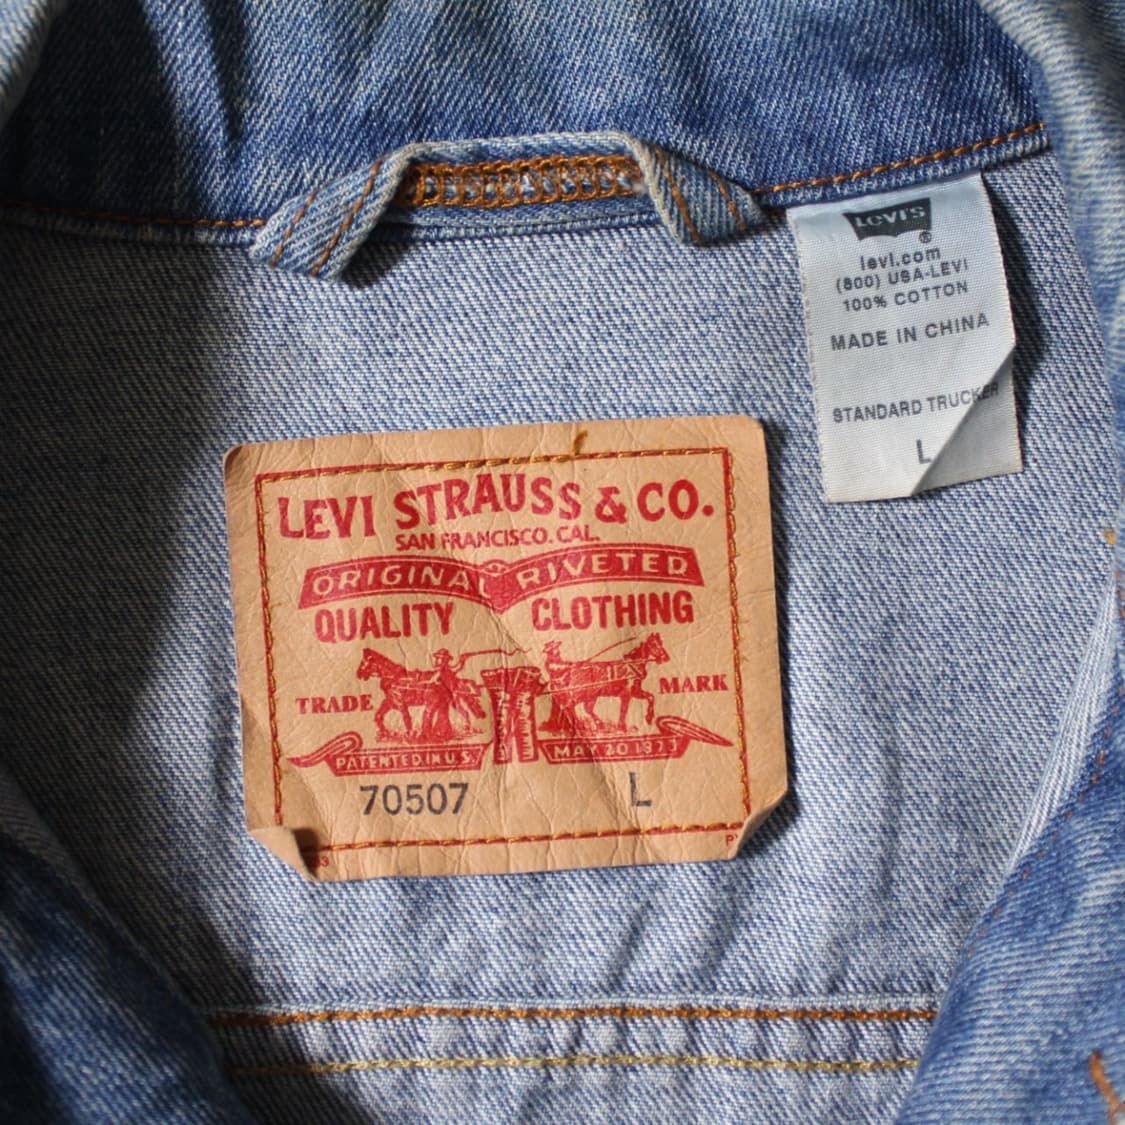 LEVI'S
®
levi.com
(800) USA-LEVI
100% COTTON
MADE IN CHINA
STANDARD TRUCKER
L
LEVI STRAUSS & CO.
SAN FRANCISCO. CAL.
ORIGINAL RIVETED
QUALITY CLOTHING
TRADE MARK
PATENTED IN U.S. MAY 20 1873
70507 L